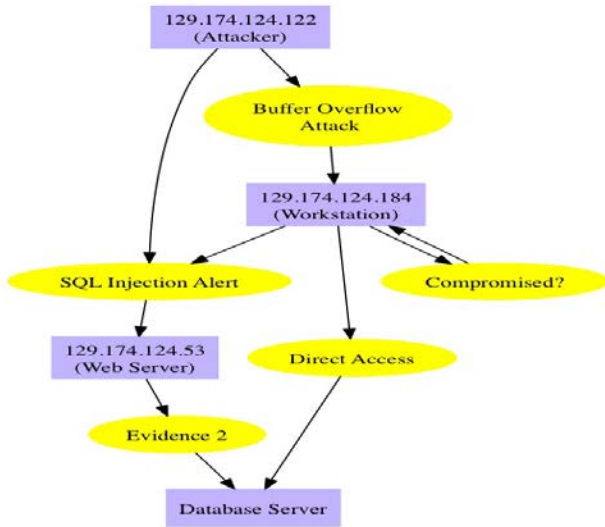 129.174.124.122
(Attacker)
Buffer Overflow
Attack
129.174.124.184
(Workstation)
SQL Injection Alert
Compromised?
129.174.124.53
(Web Server)
Direct Access
Evidence 2
Database Server